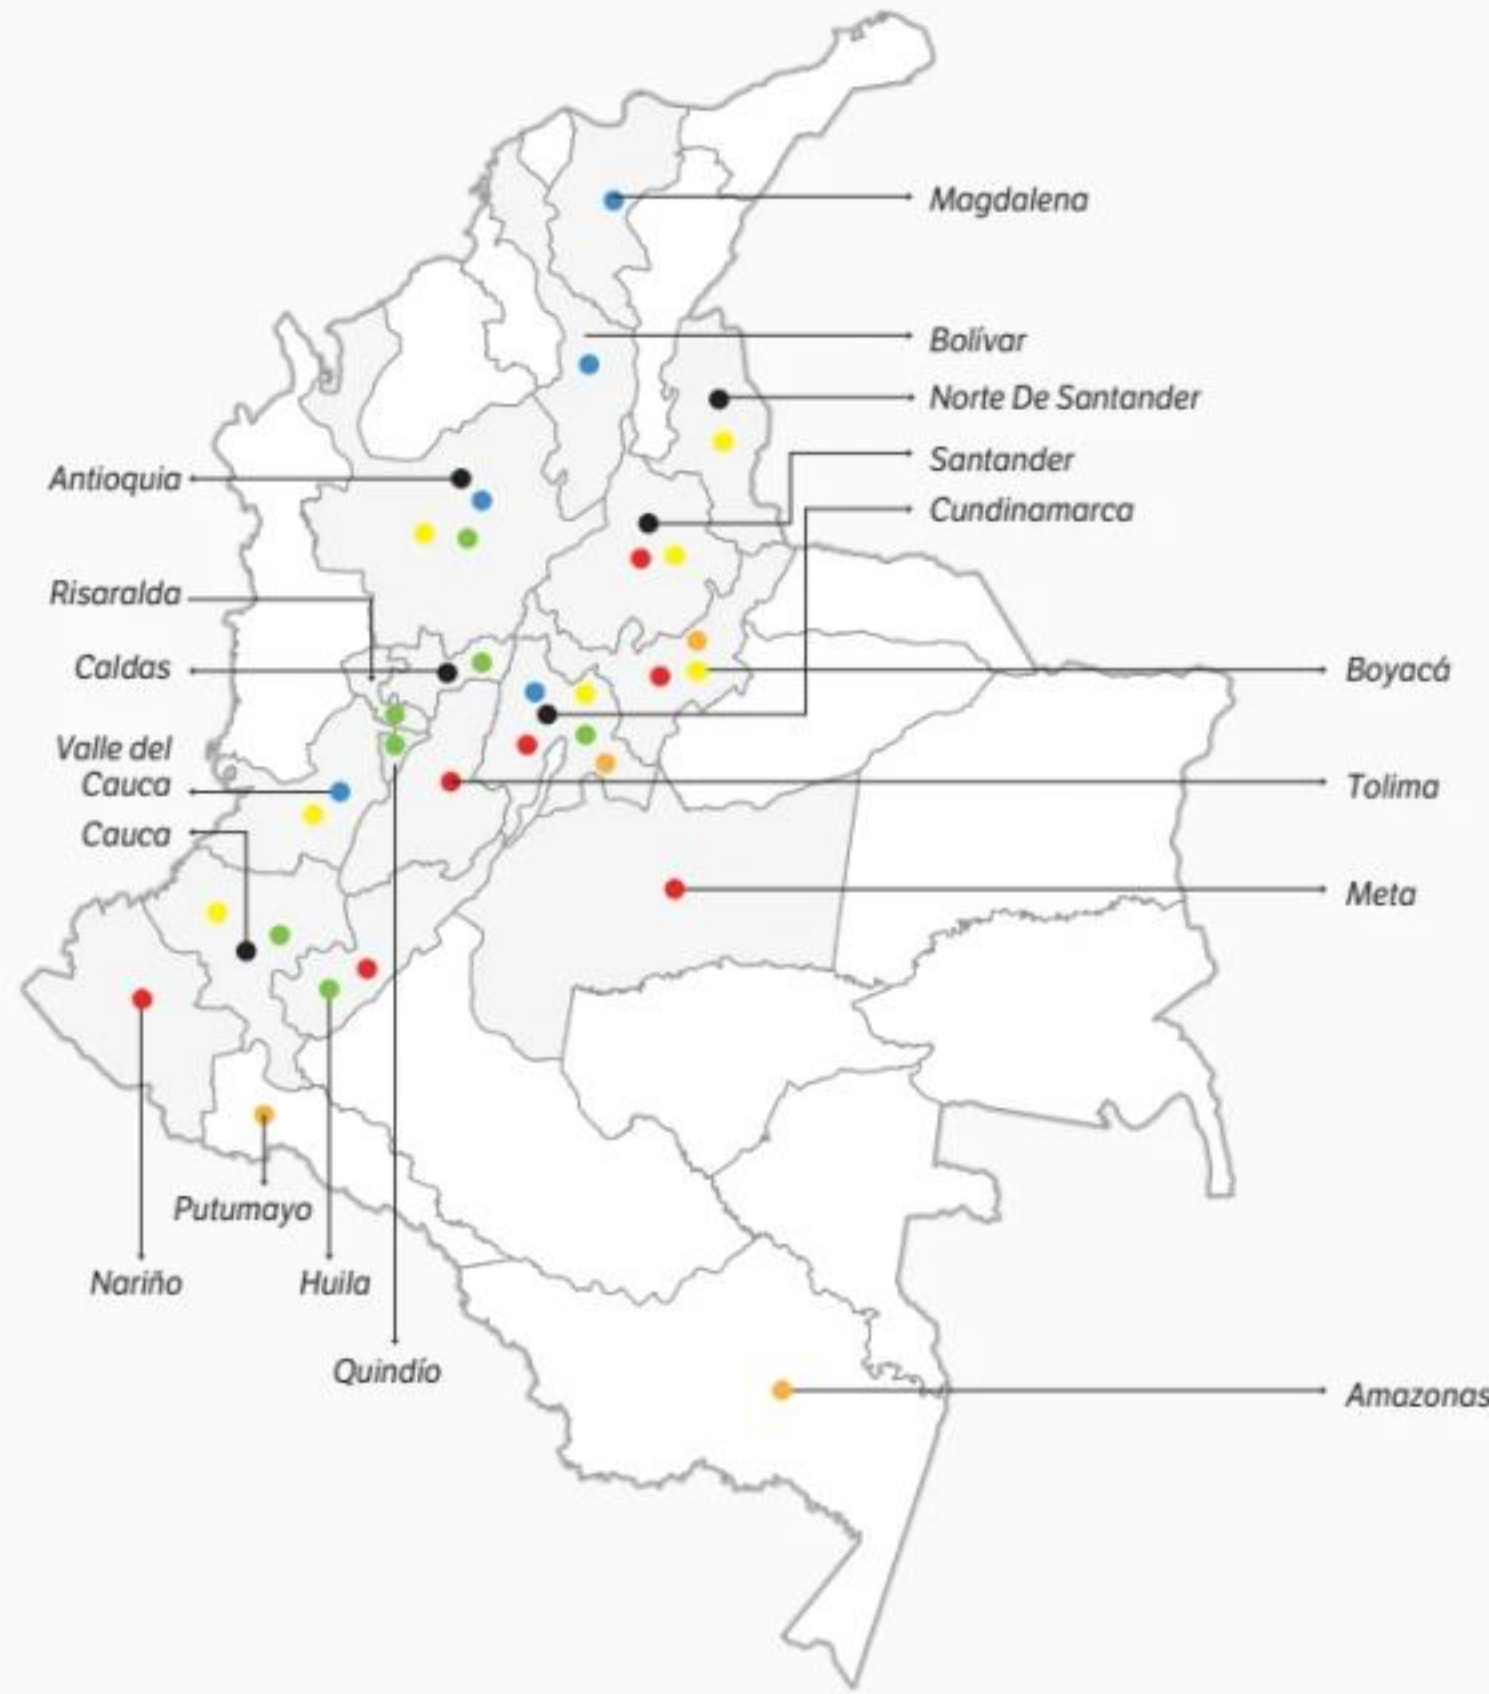 Magdalena
Bolívar
Norte De Santander
Santander
Cundinamarca
Antioquia
Risaralda
Caldas
Boyacá
Valle del
Cauca
Tolima
Cauca
Meta
Putumayo
Nariño
Huila
Quindío
Amazonas